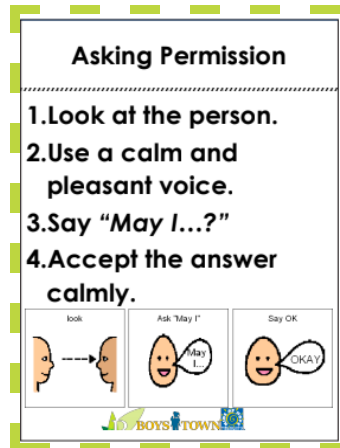 Asking Permission
1.Look at the person.
2.Use a calm and
pleasant voice.
3.Say “May I…?”
4.Accept the answer
calmly.
look
Ask "May I"
Say OK
May
I...
OKAY
BOYS TOWN